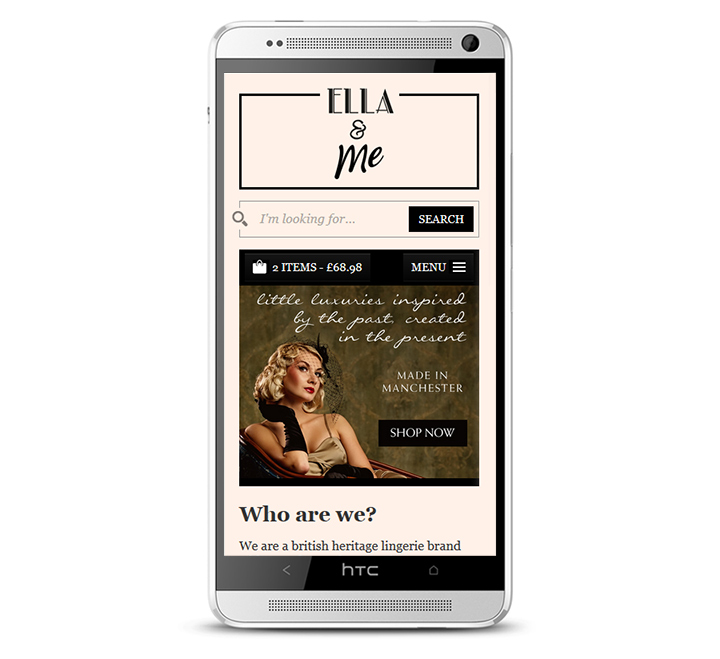 ELLA
&
Me
I'm looking for...
SEARCH
2 ITEMS - £68.98
MENU
little luxuries inspired
by the past, created
in the present
MADE IN
MANCHESTER
SHOP NOW
Who are we?
We are a british heritage lingerie brand
hTC